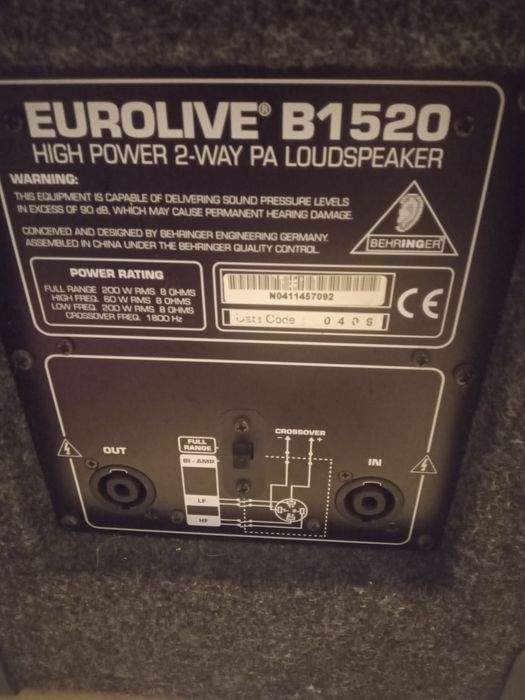 EUROLIVE® B1520
HIGH POWER 2-WAY PA LOUDSPEAKER
WARNING:
THIS EQUIPMENT IS CAPABLE OF DELIVERING SOUND PRESSURE LEVELS
IN EXCESS OF 90 dB, WHICH MAY CAUSE PERMANENT HEARING DAMAGE.
CONCEIVED AND DESIGNED BY BEHRINGER ENGINEERING GERMANY.
ASSEMBLED IN CHINA UNDER THE BEHRINGER QUALITY CONTROL.
BEHRINGER
POWER RATING
FULL RANGE 200 W RMS 8 OHMS
HIGH FREQ. 60 W RMS 8 OHMS
LOW FREQ. 200 W RMS 8 OHMS
CROSSOVER FREQ. 1800 Hz
N0411457092
Date Code :
CE
OUT
FULL
RANGE
BI - AMP
LF
HF
CROSSOVER
- +
IN